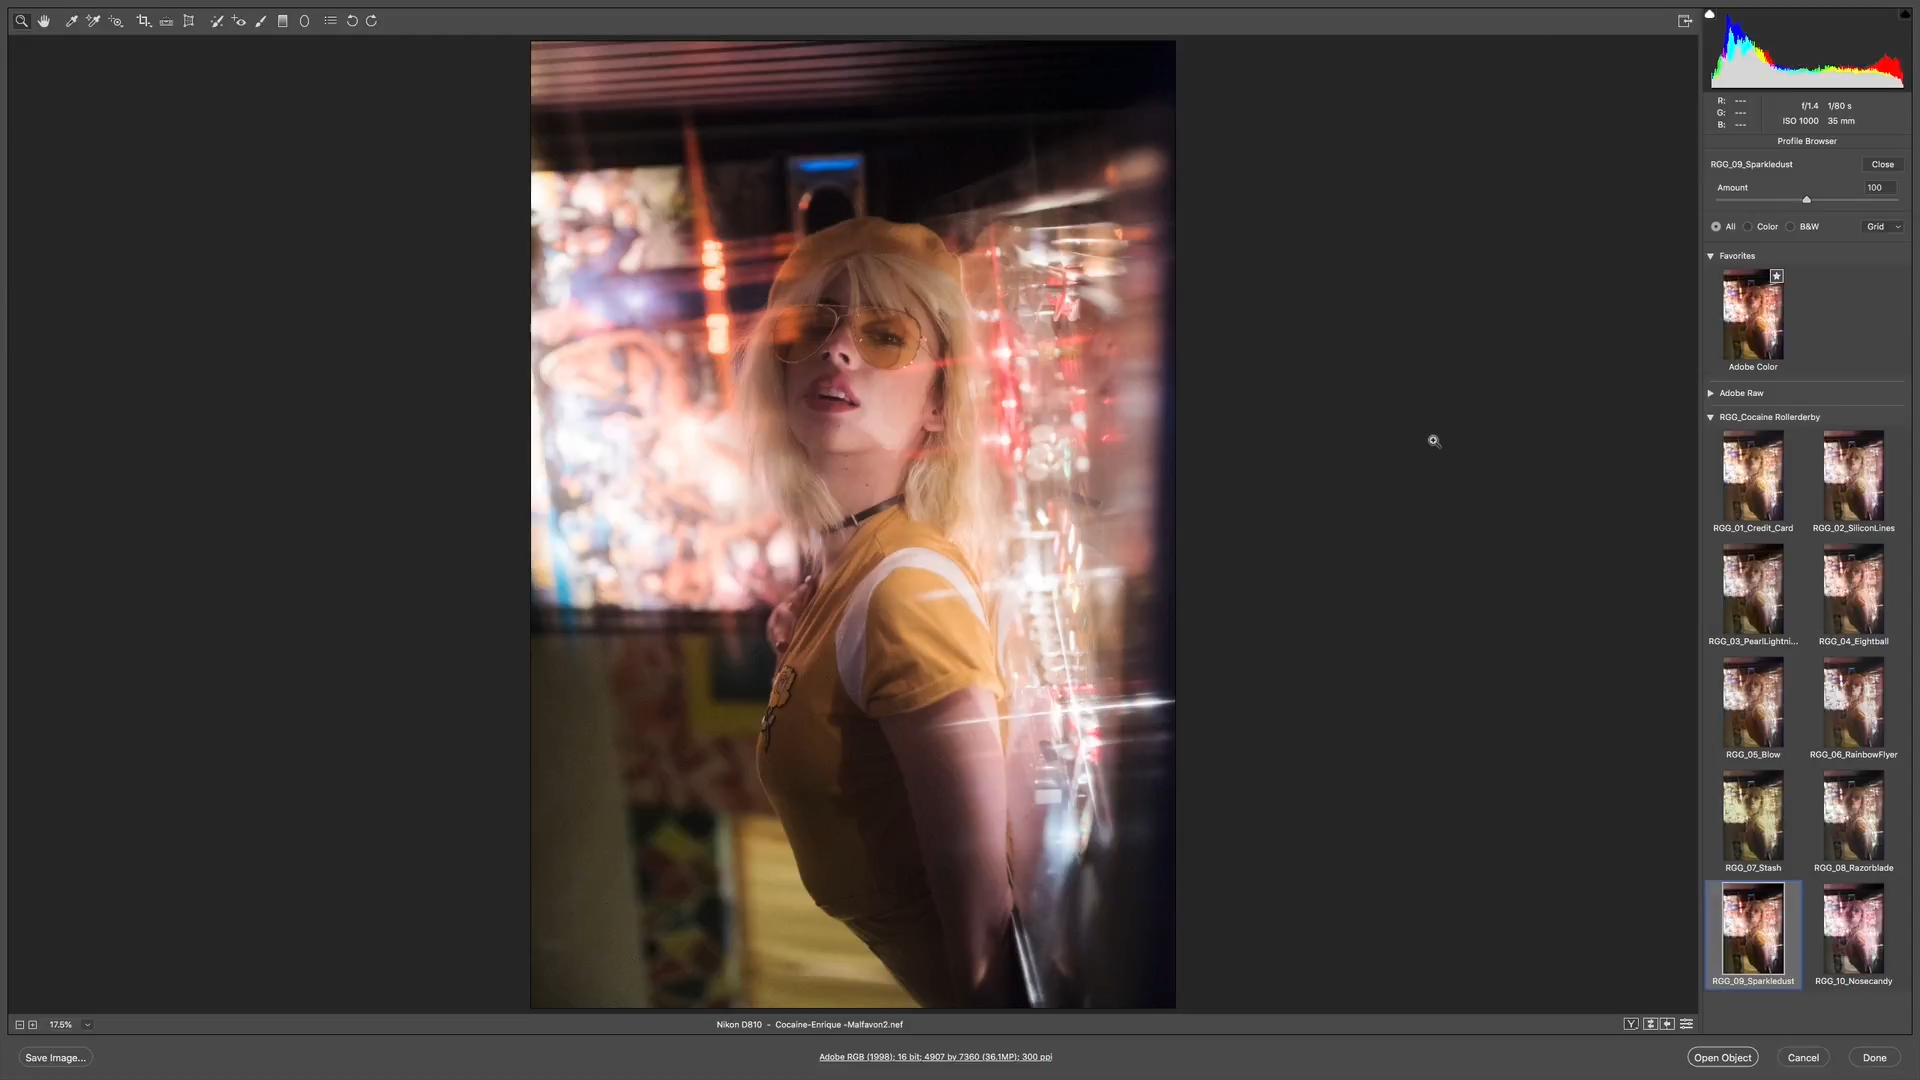 R: ---
G: ---
B: ---
f/1.4 1/80 s
ISO 1000 35 mm
Profile Browser
RGG_09_Sparkledust Close
Amount 100
All Color B&W Grid
Favorites
Adobe Color
Adobe Raw
RGG_Cocaine Rollerderby
RGG_01_Credit_Card RGG_02_SiliconLines
RGG_03_PearlLightni... RGG_04_Eightball
RGG_05_Blow RGG_06_RainbowFlyer
RGG_07_Stash RGG_08_Razorblade
RGG_09_Sparkledust RGG_10_Nosecandy
17.5% Nikon D810 - Cocaine-Enrique -Malfavon2.nef Y
Save Image... Adobe RGB (1998); 16 bit; 4907 by 7360 (36.1MP); 300 ppi Open Object Cancel Done